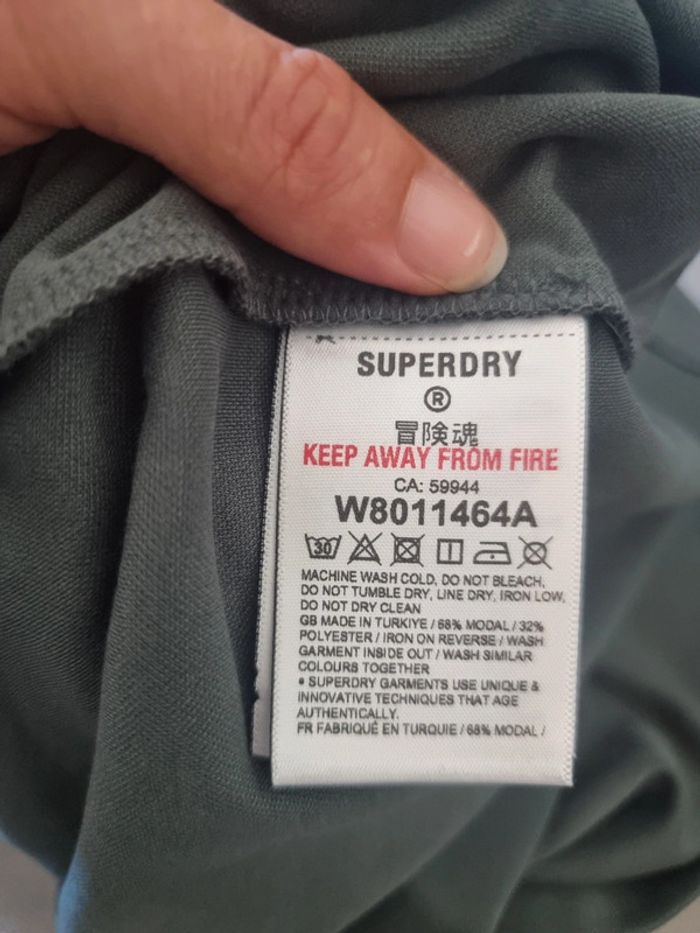 SUPERDRY
®
冒険魂
KEEP AWAY FROM FIRE
CA: 59944
W8011464A
30
MACHINE WASH COLD, DO NOT BLEACH,
DO NOT TUMBLE DRY, LINE DRY, IRON LOW,
DO NOT DRY CLEAN
GB MADE IN TURKIYE / 68% MODAL / 32%
POLYESTER / IRON ON REVERSE / WASH
GARMENT INSIDE OUT / WASH SIMILAR
COLOURS TOGETHER
• SUPERDRY GARMENTS USE UNIQUE &
INNOVATIVE TECHNIQUES THAT AGE
AUTHENTICALLY.
FR FABRIQUÉ EN TURQUIE / 68% MODAL /